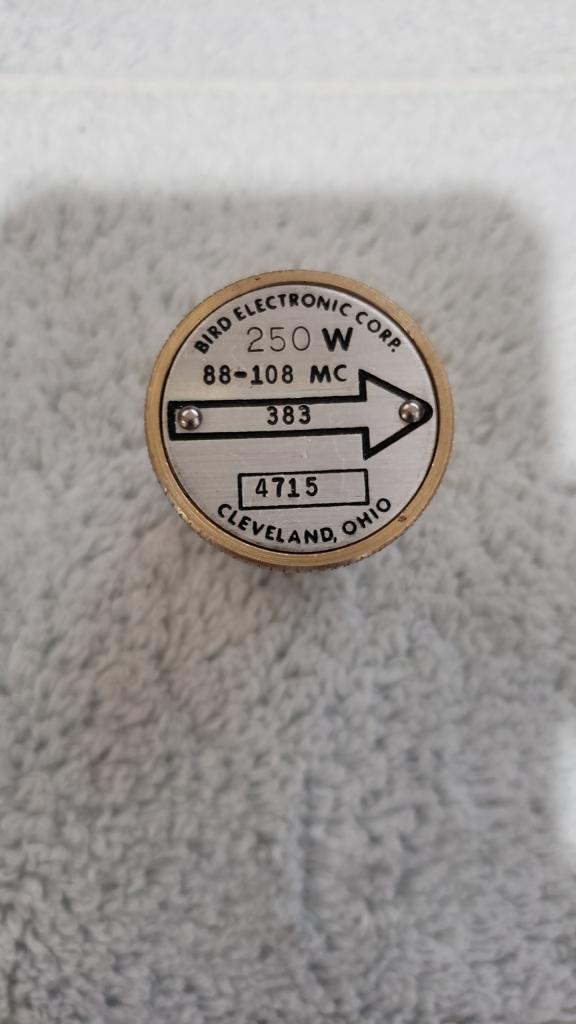 BIRD ELECTRONIC CORP.
250 W
88-108 MC
383
4715
CLEVELAND, OHIO